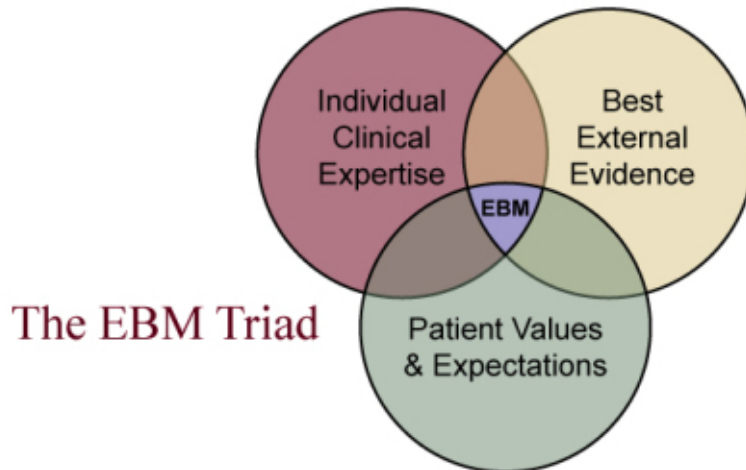 Individual
Clinical
Expertise
Best
External
Evidence
EBM
The EBM Triad
Patient Values
& Expectations